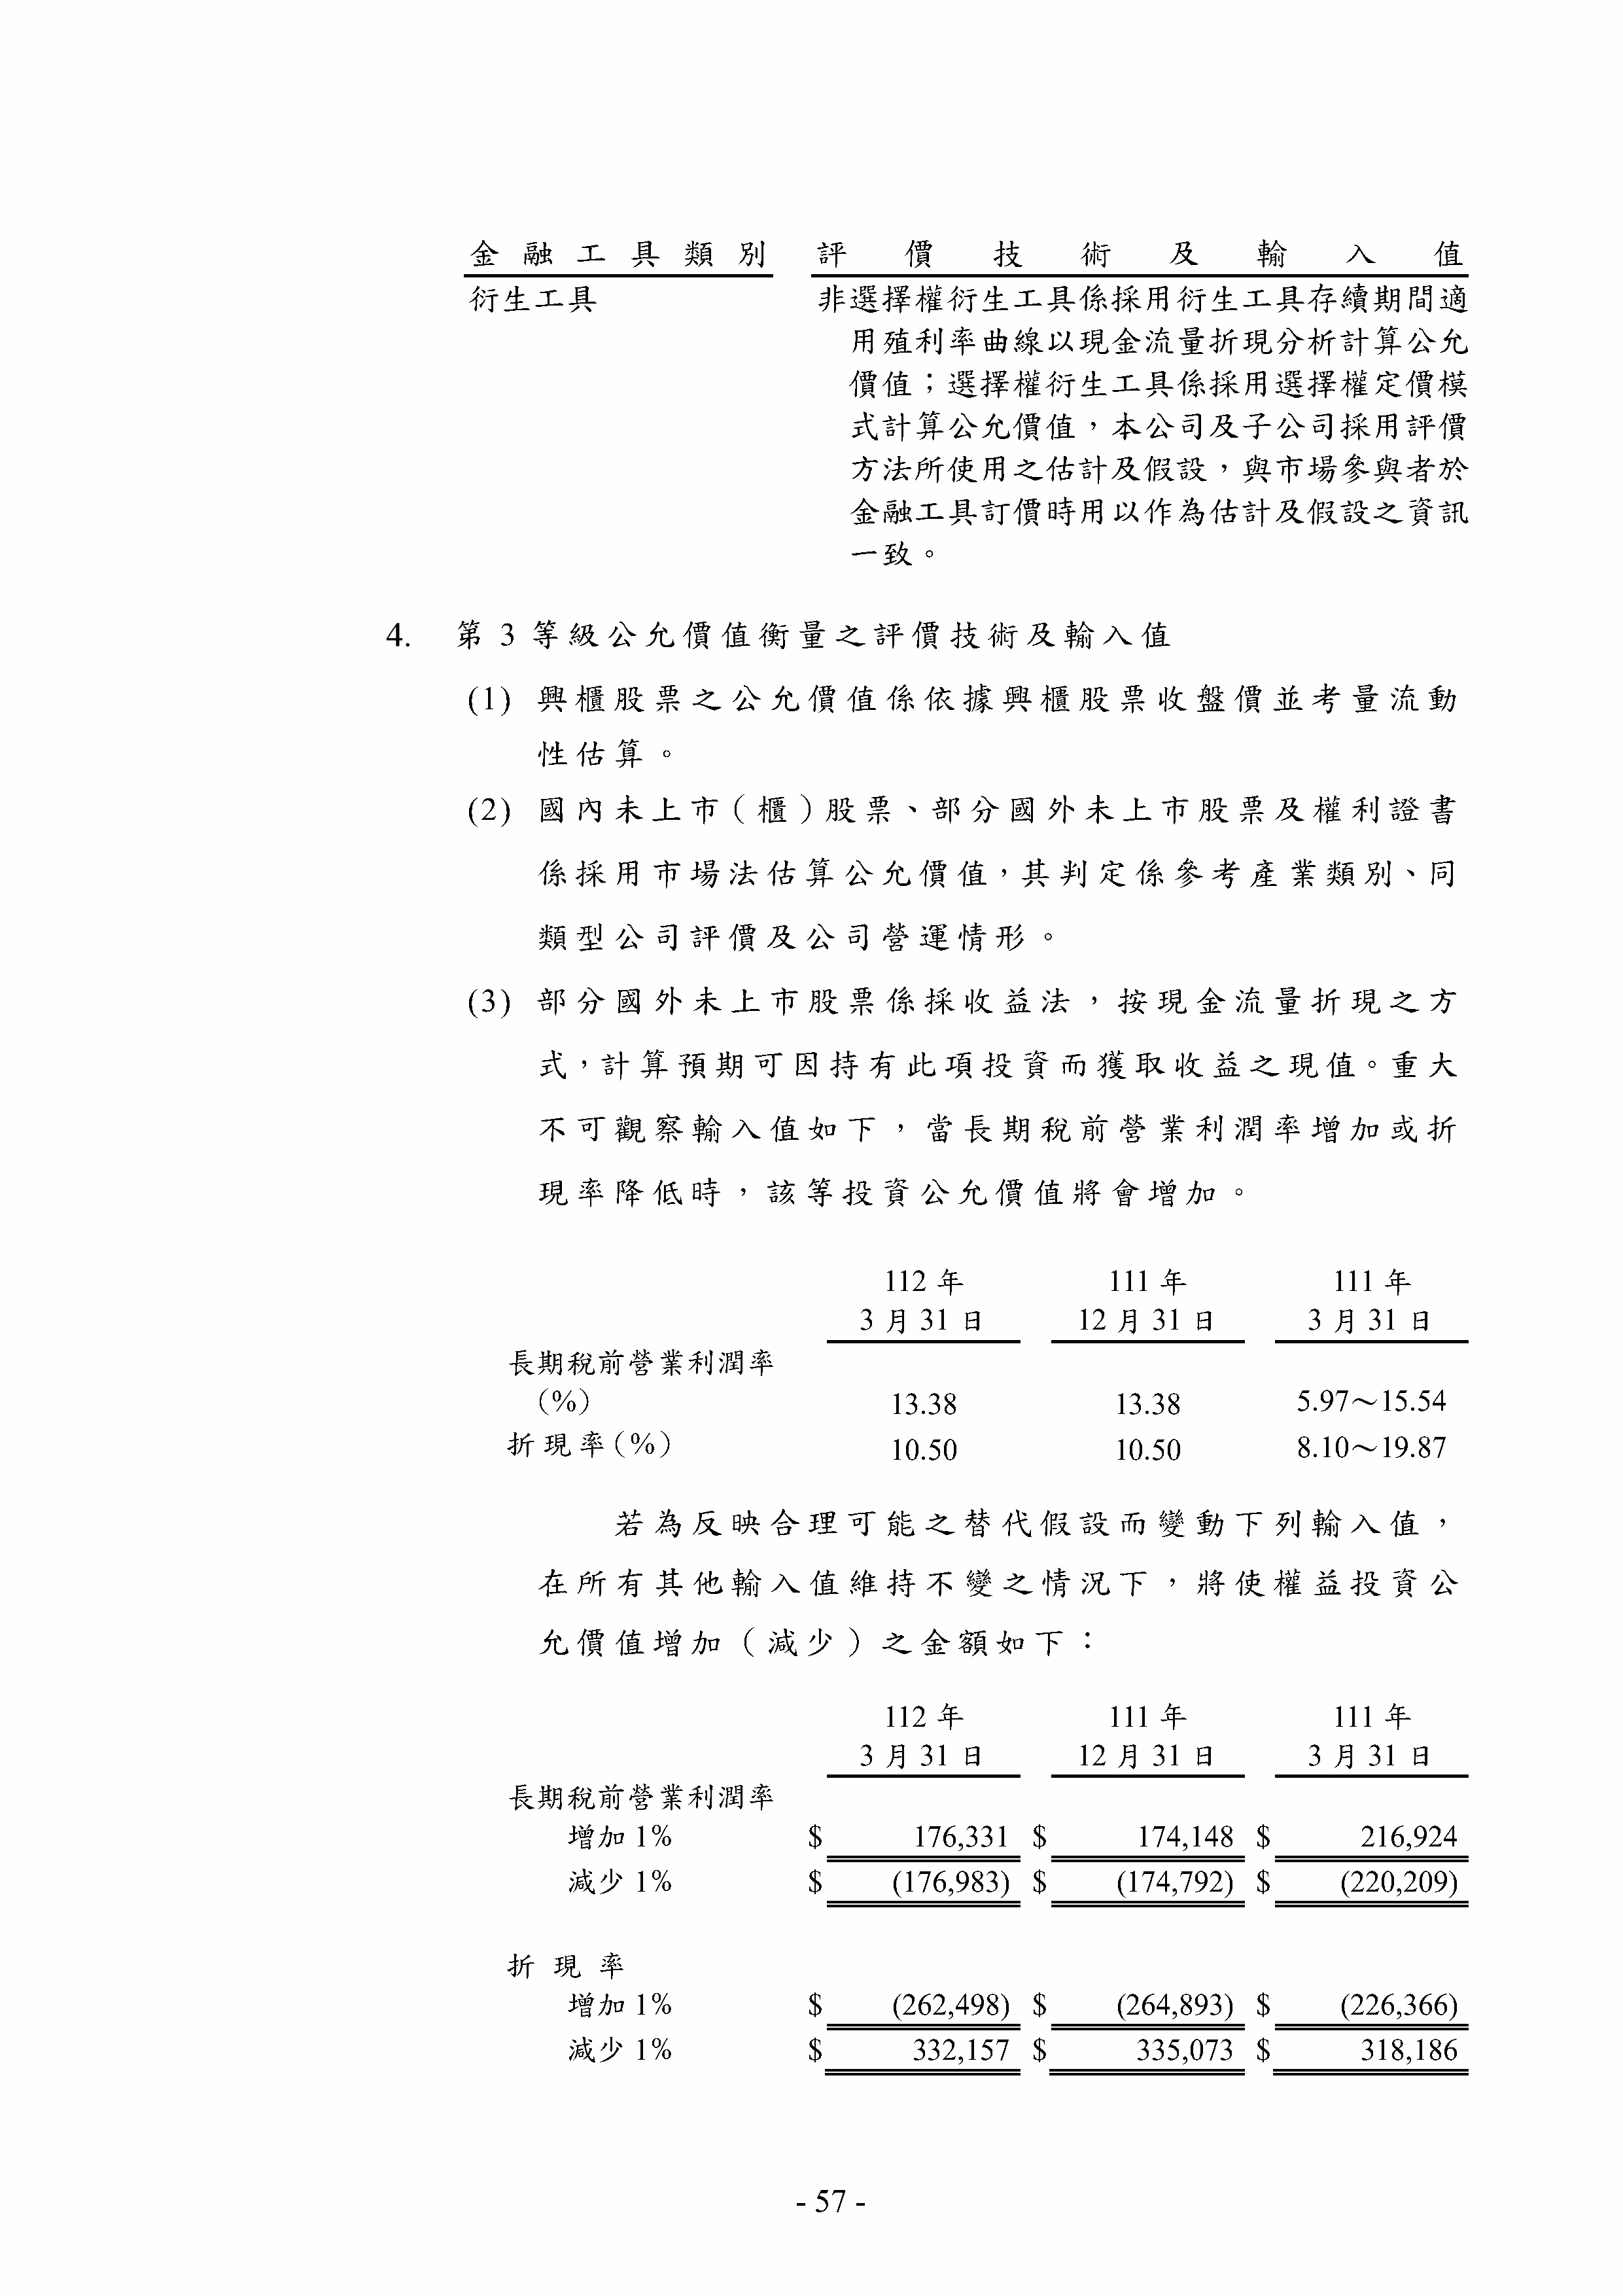 金融工具類別 評價技術及輸入值
衍生工具 非選擇權衍生工具係採用衍生工具存續期間適
用殖利率曲線以現金流量折現分析計算公允
價值；選擇權衍生工具係採用選擇權定價模
式計算公允價值，本公司及子公司採用評價
方法所使用之估計及假設，與市場參與者於
金融工具訂價時用以作為估計及假設之資訊
一致。
4. 第 3 等級公允價值衡量之評價技術及輸入值
(1) 興櫃股票之公允價值係依據興櫃股票收盤價並考量流動
性估算。
(2) 國內未上市（櫃）股票、部分國外未上市股票及權利證書
係採用市場法估算公允價值，其判定係參考產業類別、同
類型公司評價及公司營運情形。
(3) 部分國外未上市股票係採收益法，按現金流量折現之方
式，計算預期可因持有此項投資而獲取收益之現值。重大
不可觀察輸入值如下，當長期稅前營業利潤率增加或折
現率降低時，該等投資公允價值將會增加。
112 年 111 年 111 年
3 月 31 日 12 月 31 日 3 月 31 日
長期稅前營業利潤率
(%) 13.38 13.38 5.97～15.54
折現率(%) 10.50 10.50 8.10～19.87
若為反映合理可能之替代假設而變動下列輸入值，
在所有其他輸入值維持不變之情況下，將使權益投資公
允價值增加（減少）之金額如下：
112 年 111 年 111 年
3 月 31 日 12 月 31 日 3 月 31 日
長期稅前營業利潤率
增加 1% $ 176,331 $ 174,148 $ 216,924
減少 1% $ (176,983) $ (174,792) $ (220,209)
折現率
增加 1% $ (262,498) $ (264,893) $ (226,366)
減少 1% $ 332,157 $ 335,073 $ 318,186
- 57 -